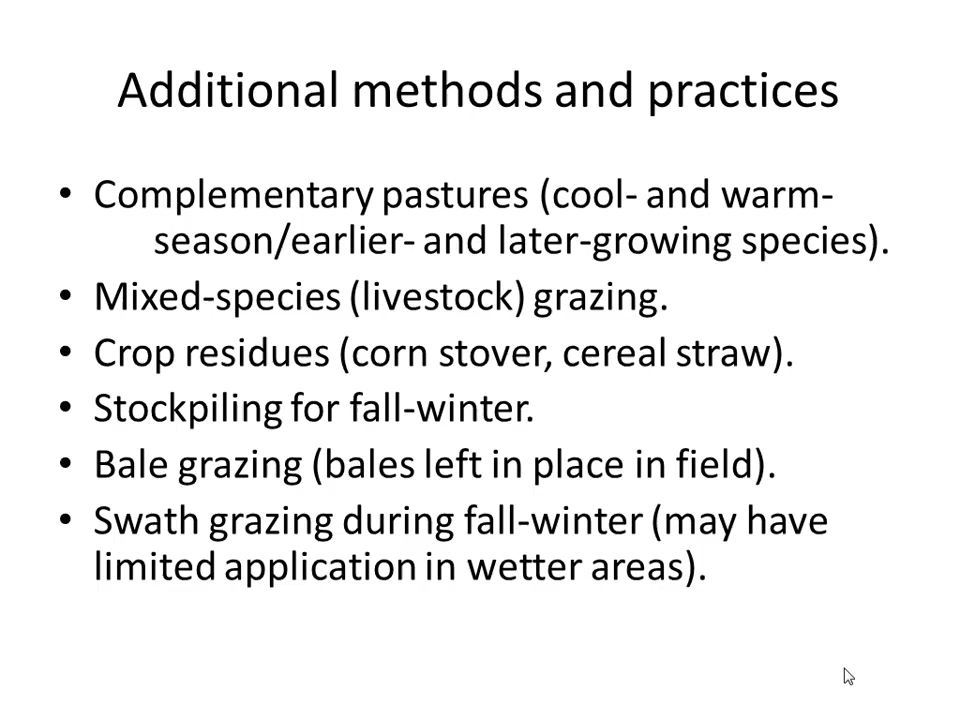 Additional methods and practices
• Complementary pastures (cool- and warm-
season/earlier- and later-growing species).
• Mixed-species (livestock) grazing.
• Crop residues (corn stover, cereal straw).
• Stockpiling for fall-winter.
• Bale grazing (bales left in place in field).
• Swath grazing during fall-winter (may have
limited application in wetter areas).